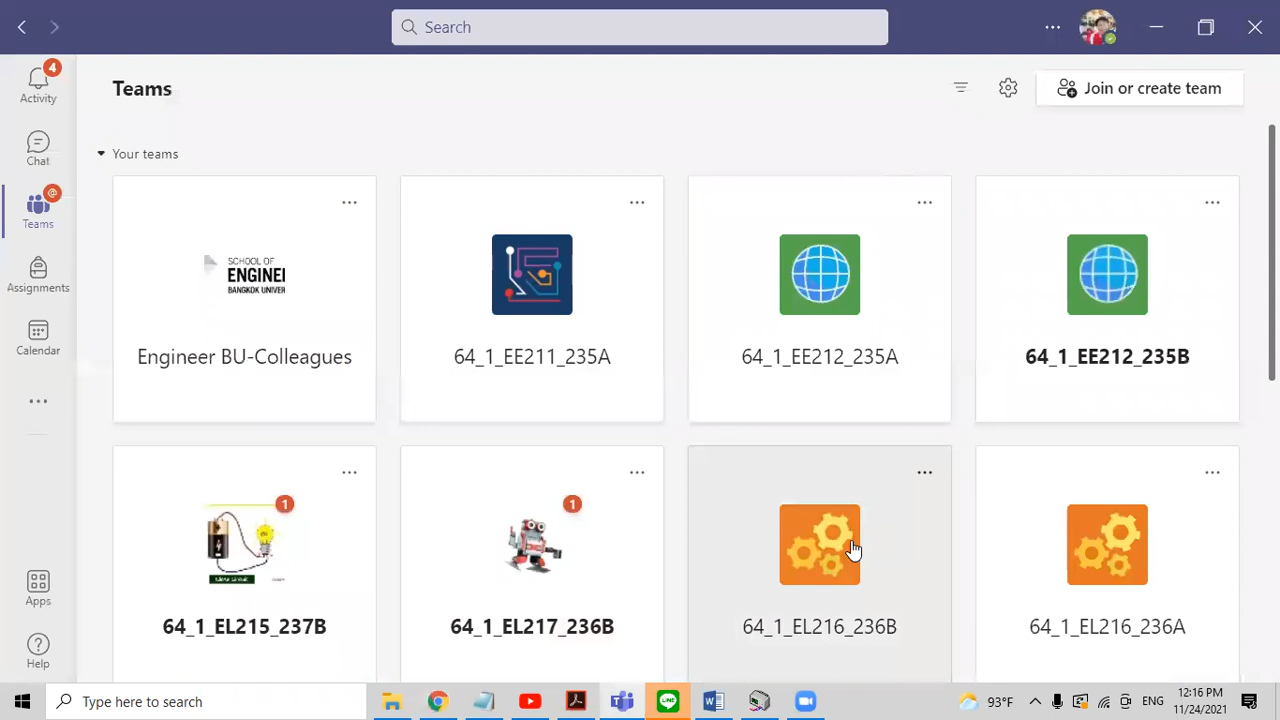 Search
4
Activity
Teams
Join or create team
Chat
Your teams
@
Teams
SCHOOL OF
ENGINEI
BANGKOK UNIVER
Assignments
Calendar
Engineer BU-Colleagues
64_1_EE211_235A
64_1_EE212_235A
64_1_EE212_235B
1
1
Apps
64_1_EL215_237B
64_1_EL217_236B
64_1_EL216_236B
64_1_EL216_236A
Help
Type here to search
LINE
93°F
ENG
12:16 PM
11/24/2021